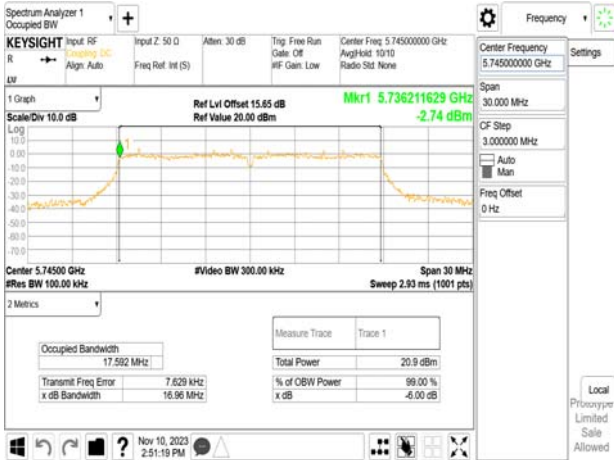 Spectrum Analyzer 1
Occupied BW
Frequency
KEYSIGHT
R
Input: RF
Coupling: DC
Align: Auto
Input Z: 50 Ω
Freq Ref: Int (S)
Atten: 30 dB
Trig: Free Run
Gate: Off
#IF Gain: Low
Center Freq: 5.745000000 GHz
Avg|Hold: 10/10
Radio Std: None
1 Graph
Scale/Div 10.0 dB
Ref Lvl Offset 15.65 dB
Ref Value 20.00 dBm
Mkr1 5.736211629 GHz
-2.74 dBm
Log
10.0
0.00
-10.0
-20.0
-30.0
-40.0
-50.0
-60.0
-70.0
1
Center 5.74500 GHz
#Res BW 100.00 kHz
#Video BW 300.00 kHz
Span 30 MHz
Sweep 2.93 ms (1001 pts)
2 Metrics
Measure Trace
Trace 1
Occupied Bandwidth
17.592 MHz
Total Power
20.9 dBm
Transmit Freq Error
7.629 kHz
% of OBW Power
99.00 %
x dB Bandwidth
16.96 MHz
x dB
-6.00 dB
Center Frequency
5.745000000 GHz
Settings
Span
30.000 MHz
CF Step
3.000000 MHz
Auto
Man
Freq Offset
0 Hz
Local
Prototype
Limited
Sale
Allowed
?
Nov 10, 2023
2:51:19 PM